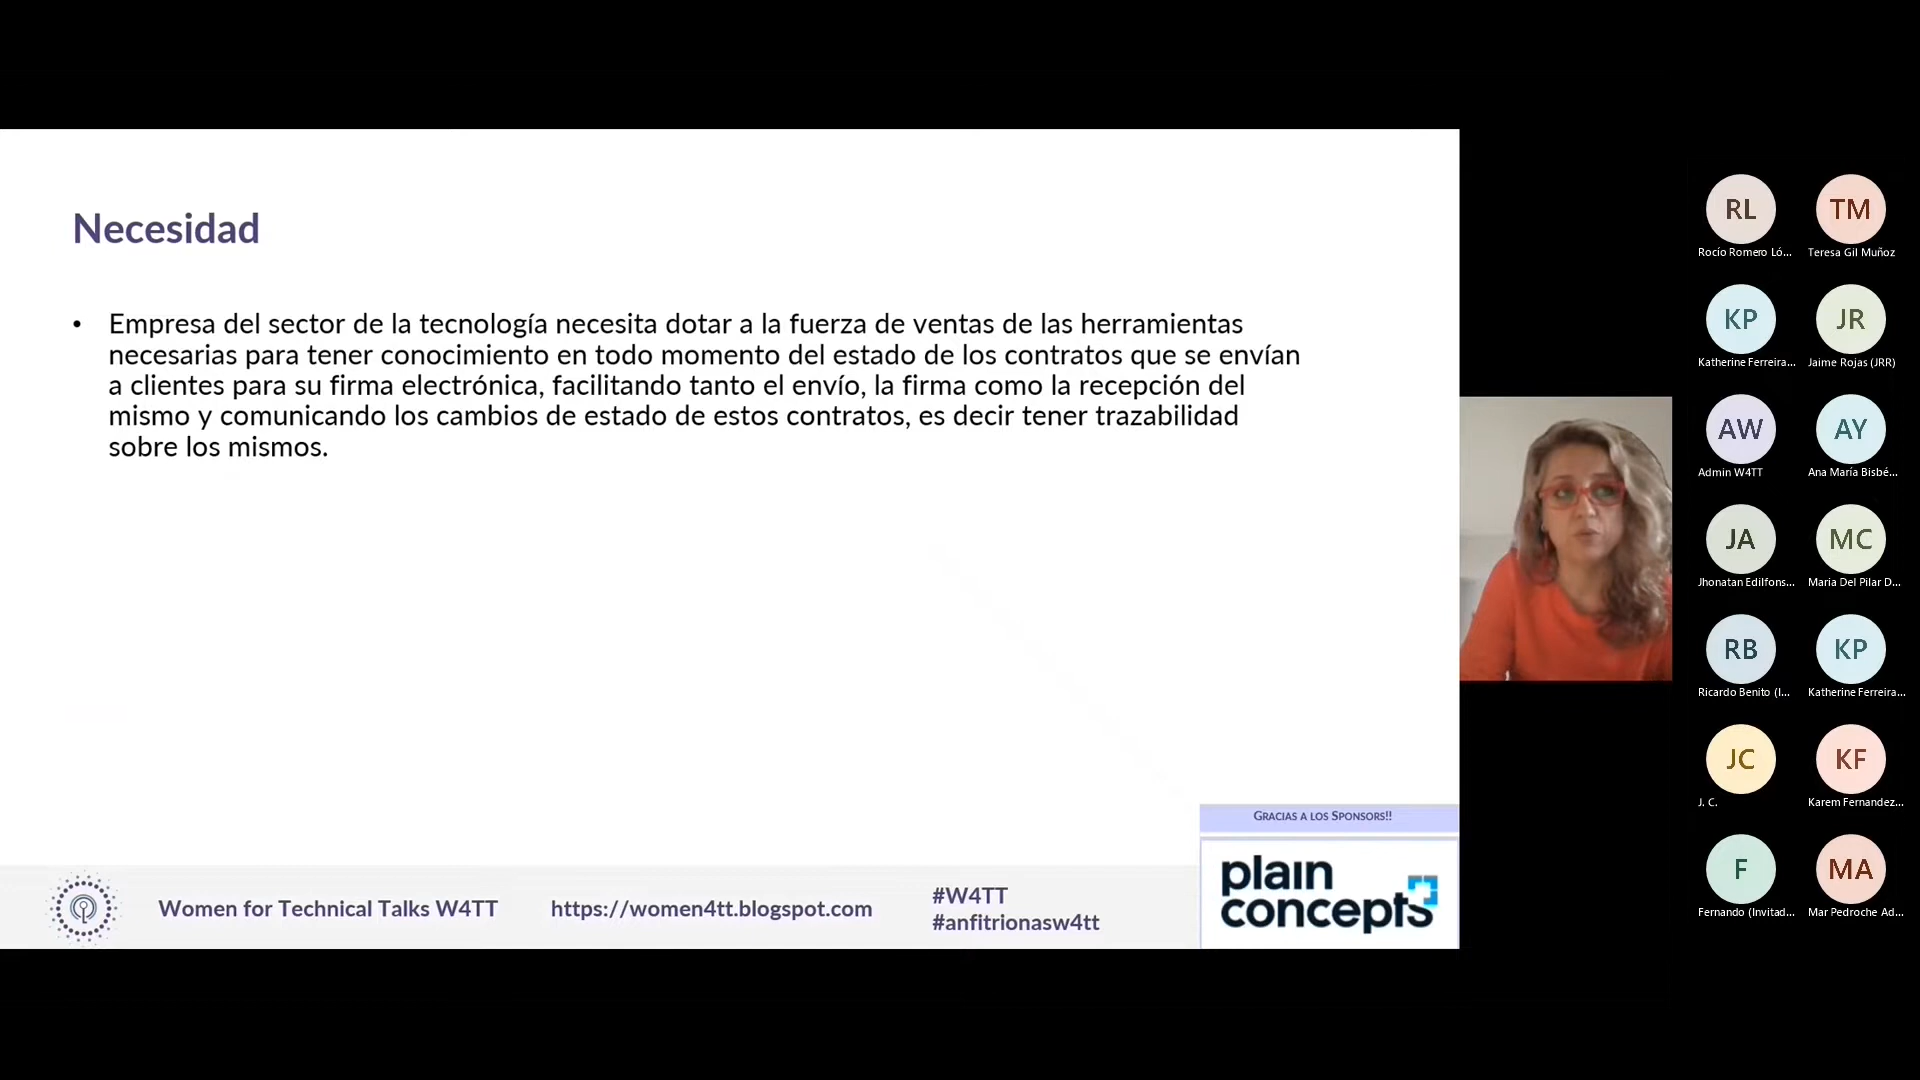 Necesidad
• Empresa del sector de la tecnología necesita dotar a la fuerza de ventas de las herramientas
necesarias para tener conocimiento en todo momento del estado de los contratos que se envían
a clientes para su firma electrónica, facilitando tanto el envío, la firma como la recepción del
mismo y comunicando los cambios de estado de estos contratos, es decir tener trazabilidad
sobre los mismos.
GRACIAS A LOS SPONSORS!!
plain
concepts
Women for Technical Talks W4TT
https://women4tt.blogspot.com
#W4TT
#anfitrionasw4tt
RL
TM
Rocío Romero Ló...
Teresa Gil Muñoz
KP
JR
Katherine Ferreira...
Jaime Rojas (JRR)
AW
AY
Admin W4TT
Ana María Bisbé...
JA
MC
Jhonatan Edilfons...
Maria Del Pilar D...
RB
KP
Ricardo Benito (I...
Katherine Ferreira...
JC
KF
J. C.
Karem Fernandez...
F
MA
Fernando (Invitad...
Mar Pedroche Ad...